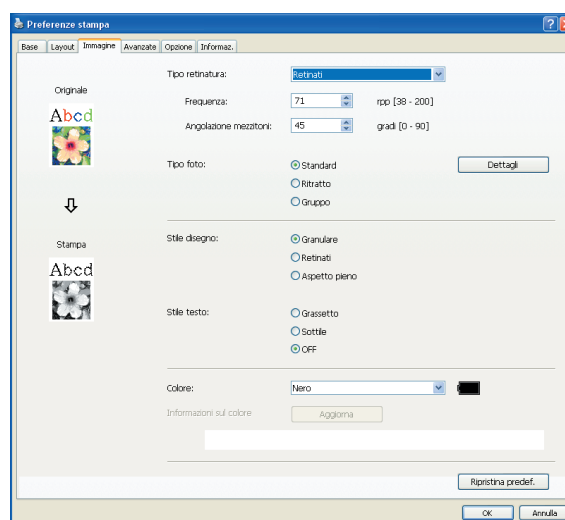 Preferenze stampa
Base Layout Immagine Avanzate Opzione Informaz.
Tipo retinatura: Retinati
Originale
Frequenza: 71 rpp [38 - 200]
Abcd
Angolazione mezzitoni: 45 gradi [0 - 90]
Tipo foto: Standard Dettagli
Ritratto
Gruppo
Stile disegno: Granulare
Stampa
Retinati
Abcd
Aspetto pieno
Stile testo: Grassetto
Sottile
OFF
Colore: Nero
Informazioni sul colore Aggiorna
Ripristina predef.
OK Annulla